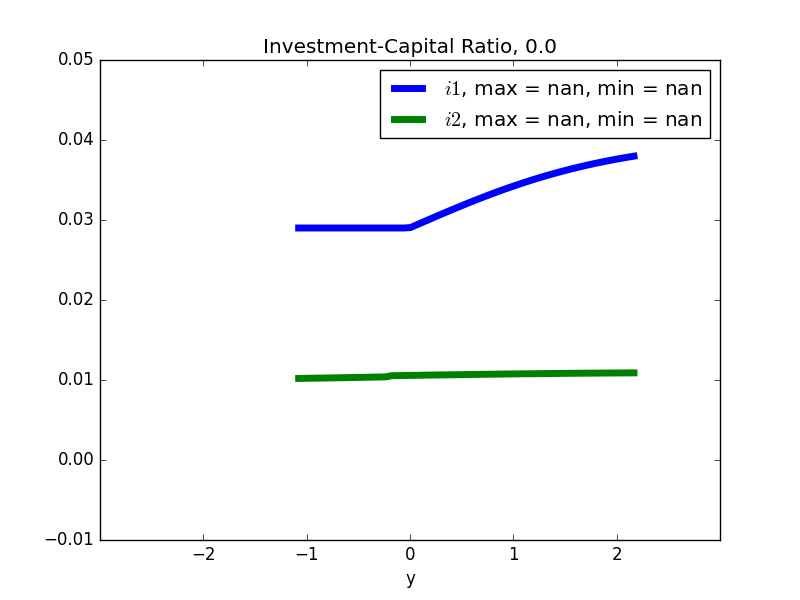 Investment-Capital Ratio, 0.0
i1, max = nan, min = nan
i2, max = nan, min = nan
0.05
0.04
0.03
0.02
0.01
0.00
−0.01
−2 −1 0 1 2
y